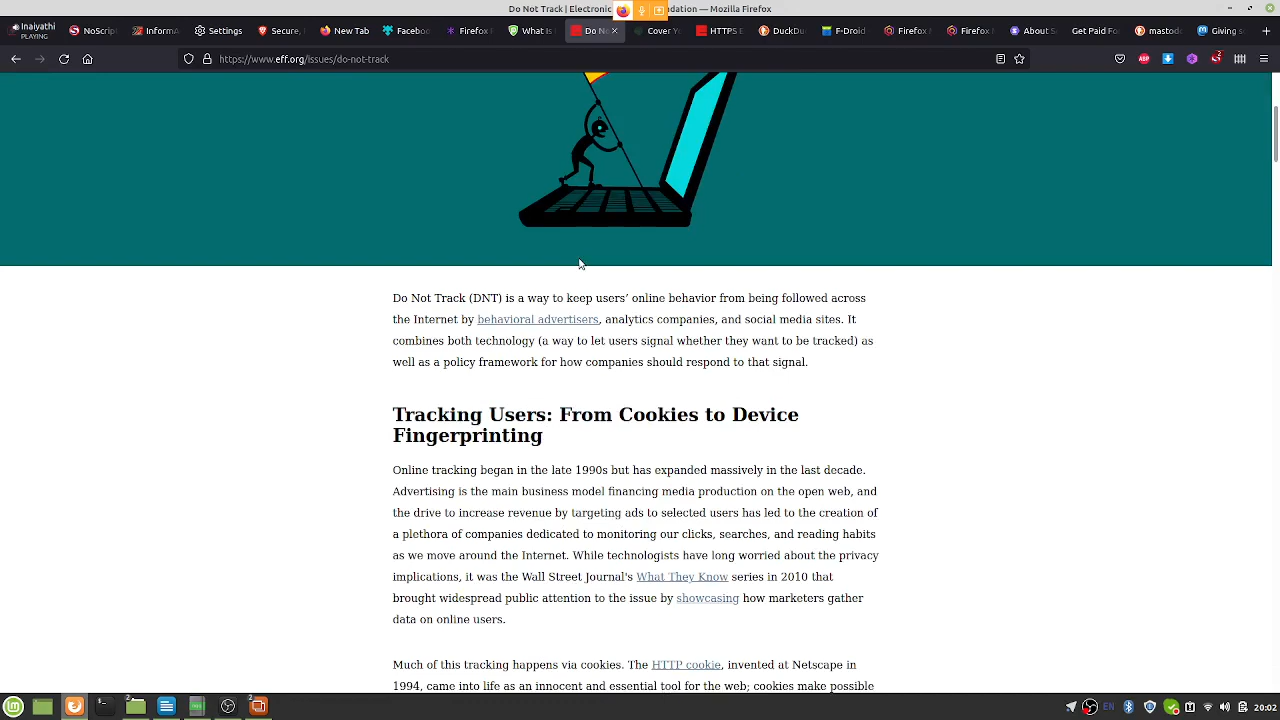 Do Not Track | Electronic
ndation — Mozilla Firefox
Inaiyathi
PLAYING
NoScrip
InformA
Settings
Secure.
New Tab
Facebo
Firefox
What Is
Do No
Cover Y
HTTPS E
DuckDu
F-Droid
Firefox
Firefox
About S
Get Paid Fo
mastod
Giving s
https://www.eff.org/issues/do-not-track
ABP
2
Do Not Track (DNT) is a way to keep users’ online behavior from being followed across
the Internet by behavioral advertisers, analytics companies, and social media sites. It
combines both technology (a way to let users signal whether they want to be tracked) as
well as a policy framework for how companies should respond to that signal.
Tracking Users: From Cookies to Device
Fingerprinting
Online tracking began in the late 1990s but has expanded massively in the last decade.
Advertising is the main business model financing media production on the open web, and
the drive to increase revenue by targeting ads to selected users has led to the creation of
a plethora of companies dedicated to monitoring our clicks, searches, and reading habits
as we move around the Internet. While technologists have long worried about the privacy
implications, it was the Wall Street Journal's What They Know series in 2010 that
brought widespread public attention to the issue by showcasing how marketers gather
data on online users.
Much of this tracking happens via cookies. The HTTP cookie, invented at Netscape in
1994, came into life as an innocent and essential tool for the web; cookies make possible
2
2
EN
20:02